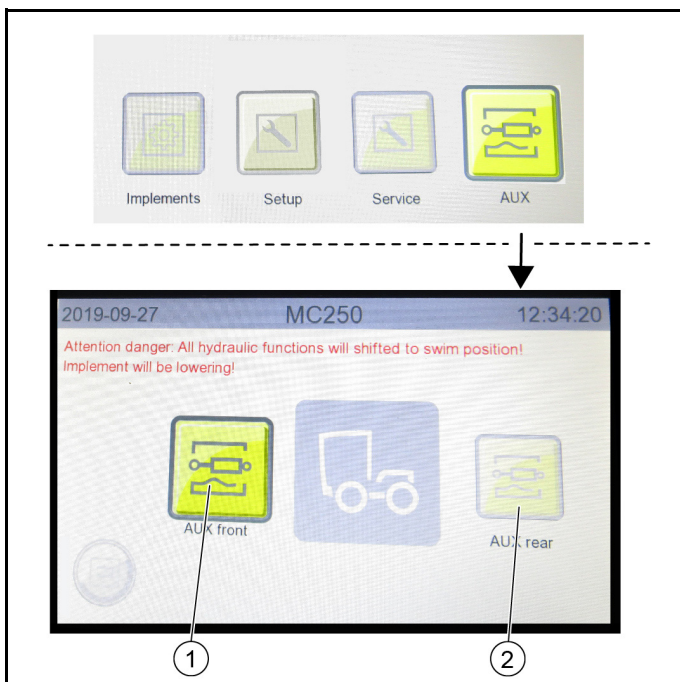 Implements Setup Service AUX
2019-09-27 MC250 12:34:20
Attention danger: All hydraulic functions will shifted to swim position!
Implement will be lowering!
AUX front
AUX rear
1 2